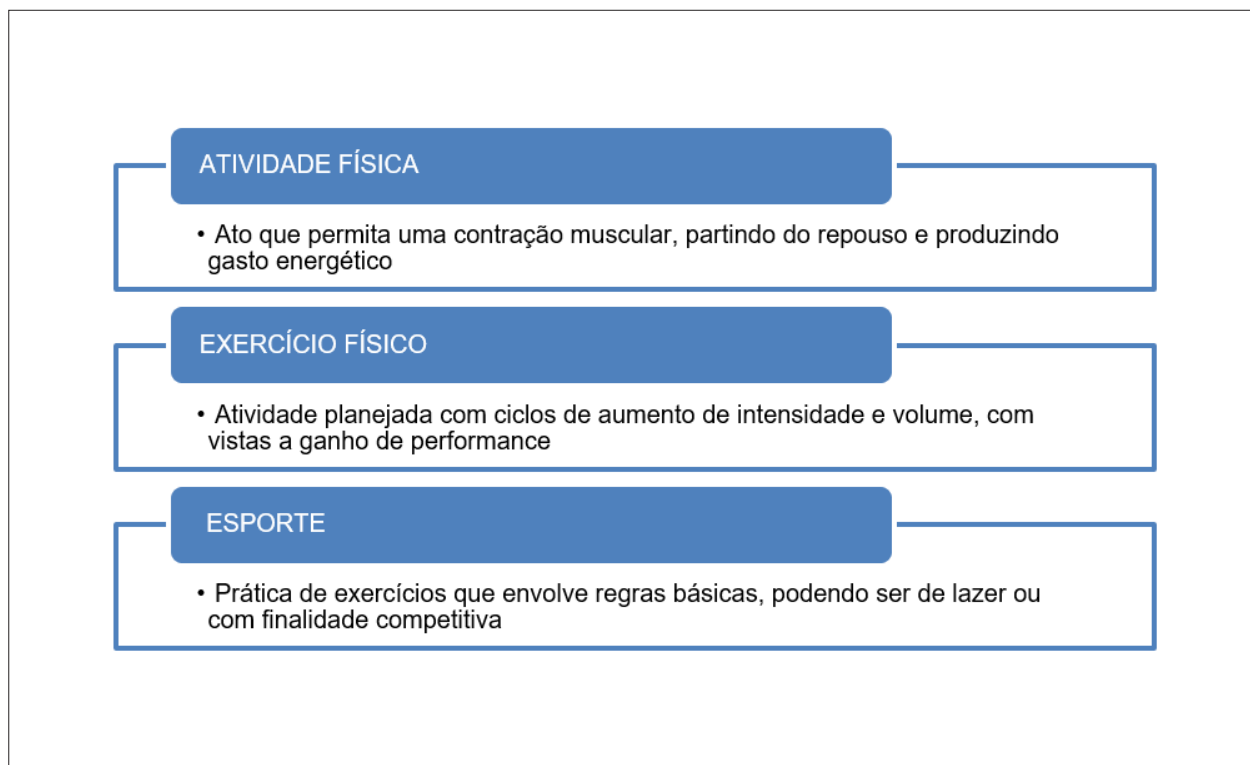 ATIVIDADE FÍSICA
• Ato que permita uma contração muscular, partindo do repouso e produzindo
gasto energético
EXERCÍCIO FÍSICO
• Atividade planejada com ciclos de aumento de intensidade e volume, com
vistas a ganho de performance
ESPORTE
• Prática de exercícios que envolve regras básicas, podendo ser de lazer ou
com finalidade competitiva